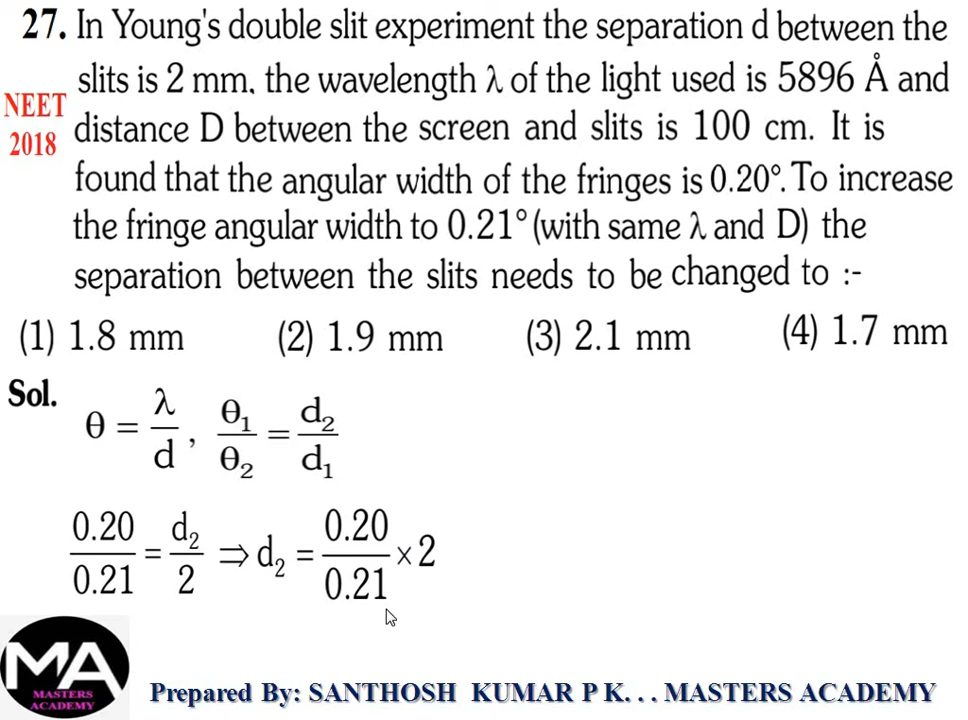 27. In Young's double slit experiment the separation d between the
slits is 2 mm, the wavelength λ of the light used is 5896 Å and
NEET
2018
distance D between the screen and slits is 100 cm. It is
found that the angular width of the fringes is 0.20°. To increase
the fringe angular width to 0.21° (with same λ and D) the
separation between the slits needs to be changed to :-
(1) 1.8 mm (2) 1.9 mm (3) 2.1 mm (4) 1.7 mm
Sol.
θ = λ/d , θ₁/θ₂ = d₂/d₁
0.20/0.21 = d₂/2 ⇒ d₂ = 0.20/0.21 × 2
MA
MASTERS
ACADEMY
Prepared By: SANTHOSH KUMAR P K. . . MASTERS ACADEMY